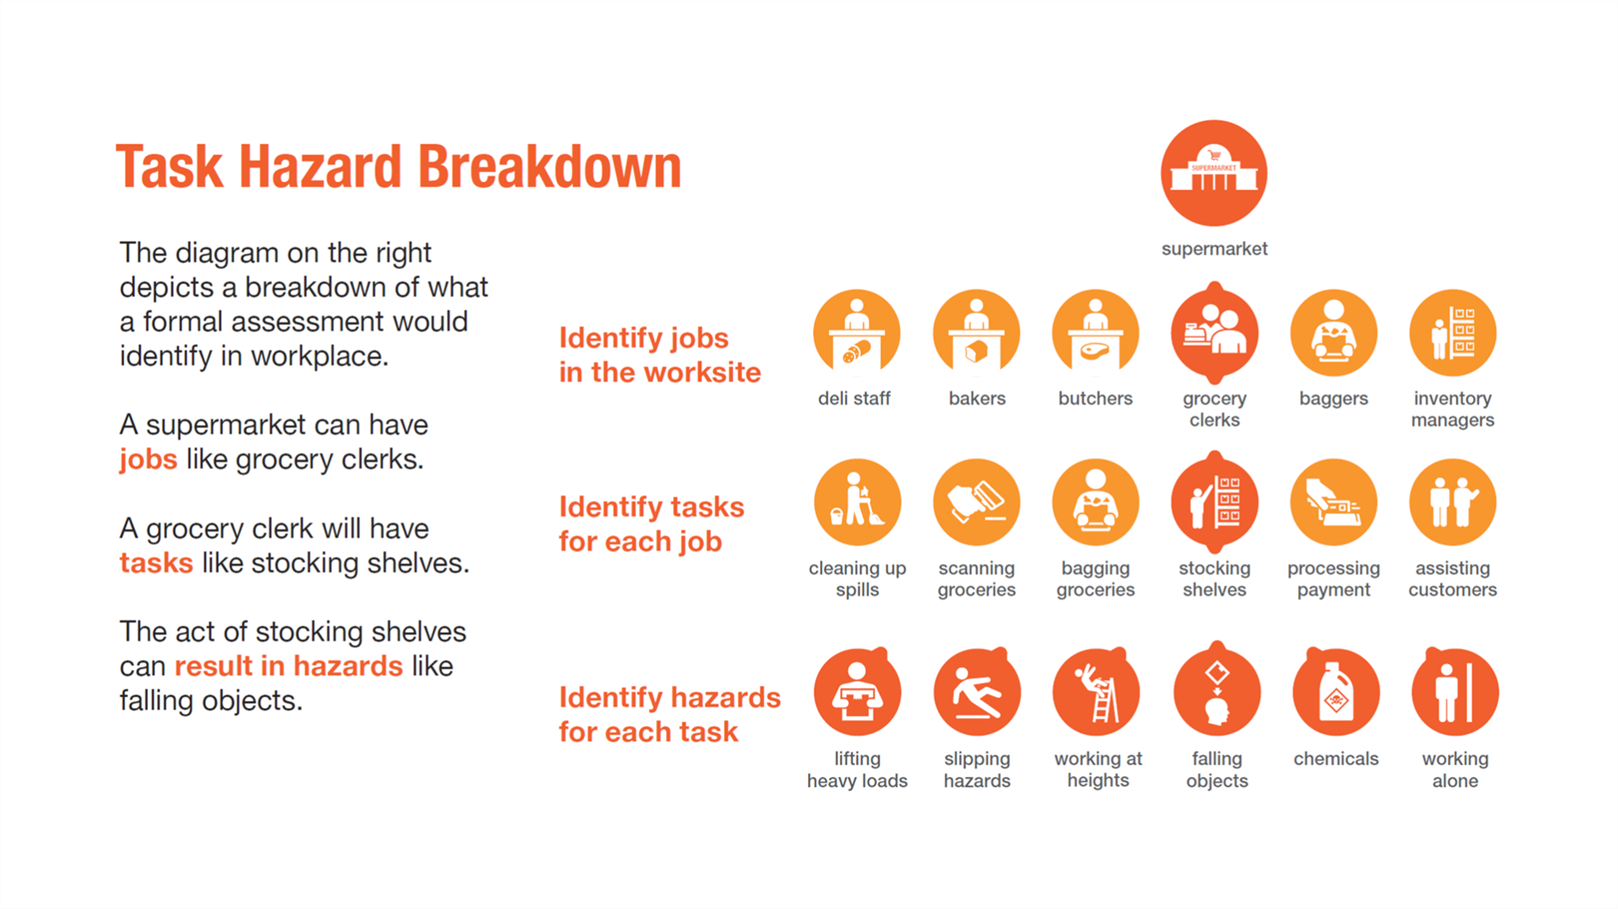 Task Hazard Breakdown
The diagram on the right
depicts a breakdown of what
a formal assessment would
identify in workplace.
A supermarket can have
jobs like grocery clerks.
A grocery clerk will have
tasks like stocking shelves.
The act of stocking shelves
can result in hazards like
falling objects.
SUPERMARKET
supermarket
Identify jobs
in the worksite
deli staff
bakers
butchers
grocery
clerks
baggers
inventory
managers
Identify tasks
for each job
cleaning up
spills
scanning
groceries
bagging
groceries
stocking
shelves
processing
payment
assisting
customers
Identify hazards
for each task
lifting
heavy loads
slipping
hazards
working at
heights
falling
objects
chemicals
working
alone